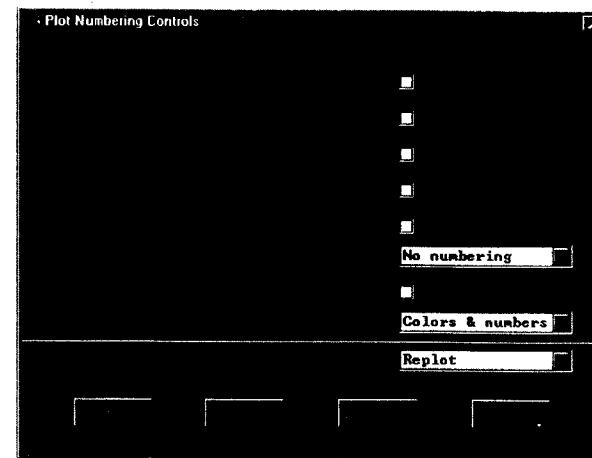 Plot Numbering Controls
No numbering
Colors & numbers
Replot